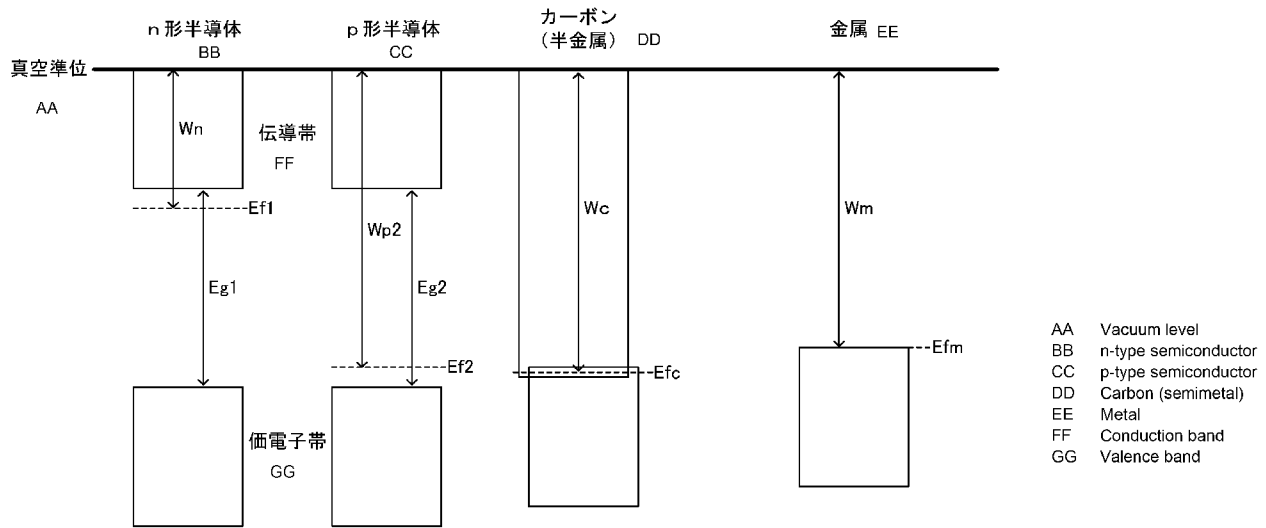 n形半導体
BB
p形半導体
CC
カーボン
(半金属) DD
金属 EE
真空準位
AA
Wn
伝導帯
FF
Ef1
Wp2
Wc
Wm
Eg1
Eg2
Ef2
Efc
Efm
価電子帯
GG
AA Vacuum level
BB n-type semiconductor
CC p-type semiconductor
DD Carbon (semimetal)
EE Metal
FF Conduction band
GG Valence band